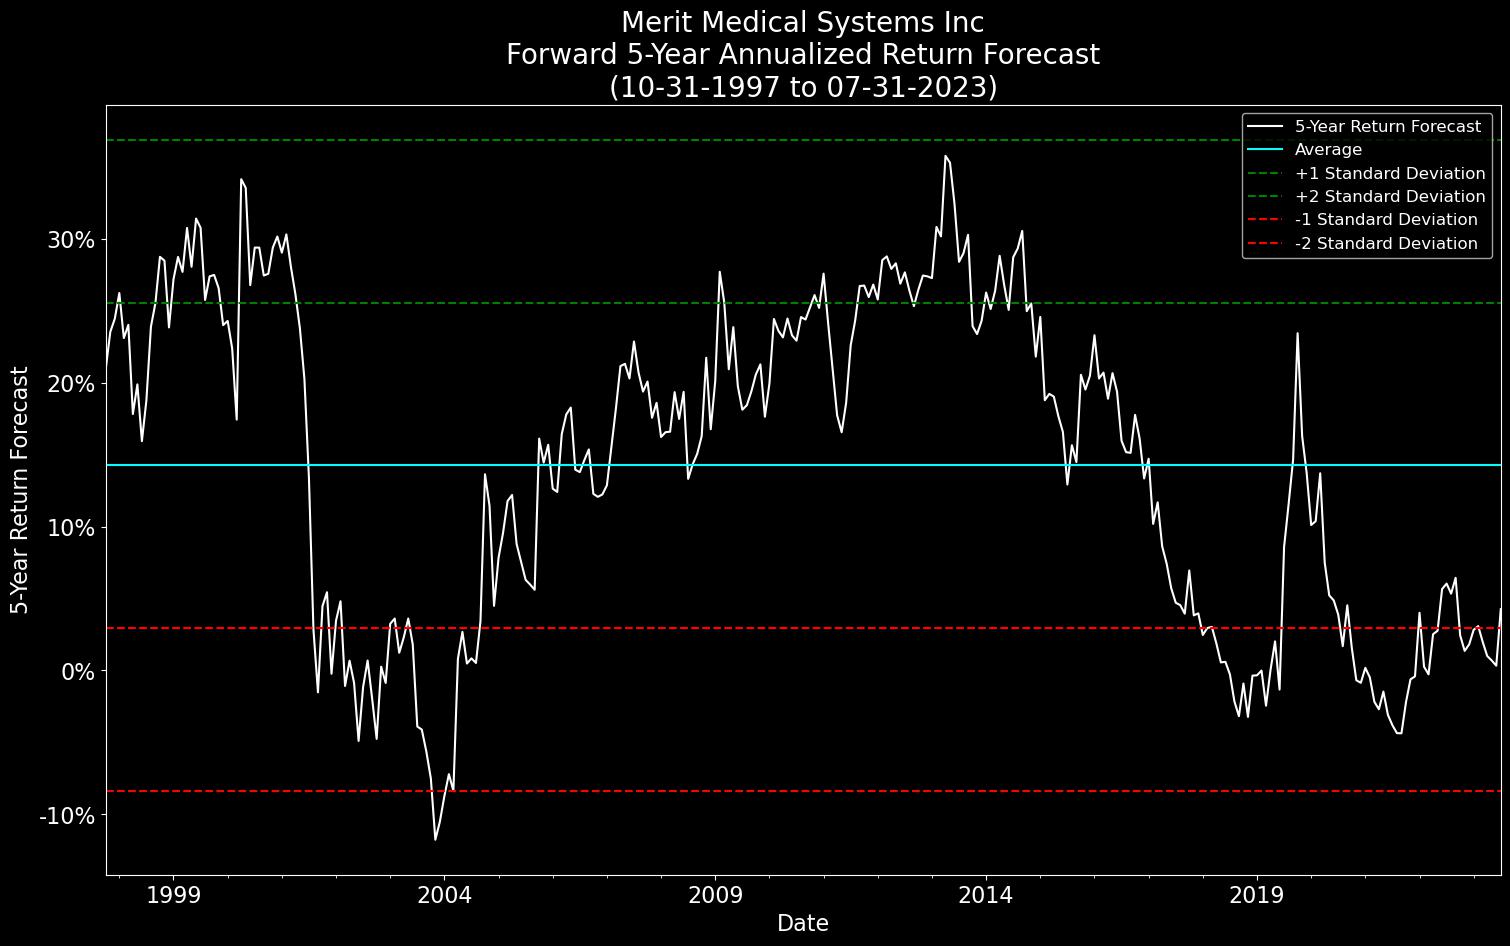 Merit Medical Systems Inc
Forward 5-Year Annualized Return Forecast
(10-31-1997 to 07-31-2023)
5-Year Return Forecast
Average
+1 Standard Deviation
+2 Standard Deviation
-1 Standard Deviation
-2 Standard Deviation
5-Year Return Forecast
30%
20%
10%
0%
-10%
1999
2004
2009
2014
2019
Date